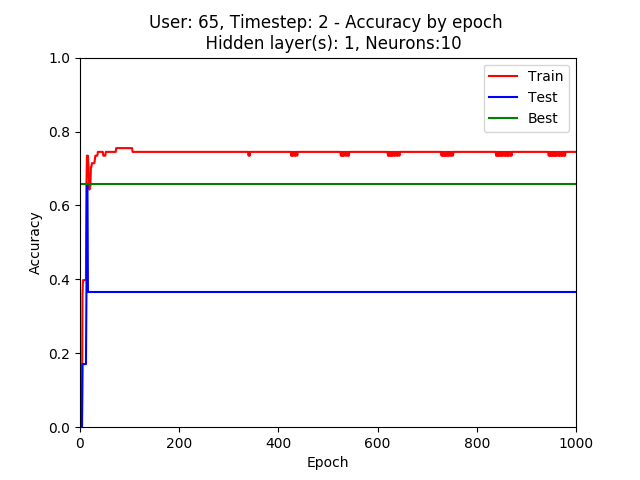 User: 65, Timestep: 2 - Accuracy by epoch
Hidden layer(s): 1, Neurons:10
1.0
0.8
0.6
0.4
0.2
0.0
Accuracy
Train
Test
Best
0 200 400 600 800 1000
Epoch